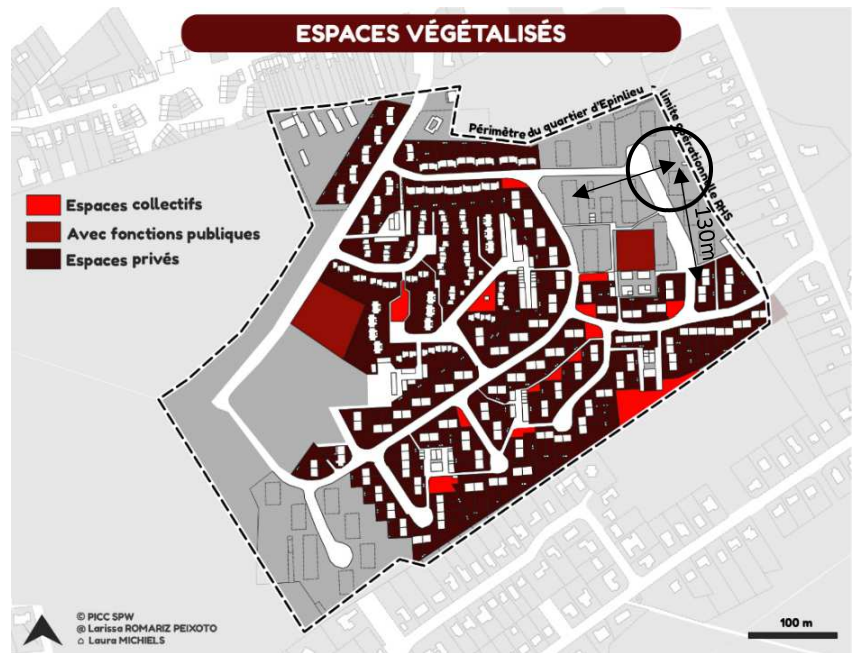 ESPACES VÉGÉTALISÉS
Périmètre du quartier d'Epinlieu
limite opérationnelle RHS
130m
Espaces collectifs
Avec fonctions publiques
Espaces privés
© PICC SPW
@ Larissa ROMARIZ PEIXOTO
⌂ Laura MICHIELS
100 m